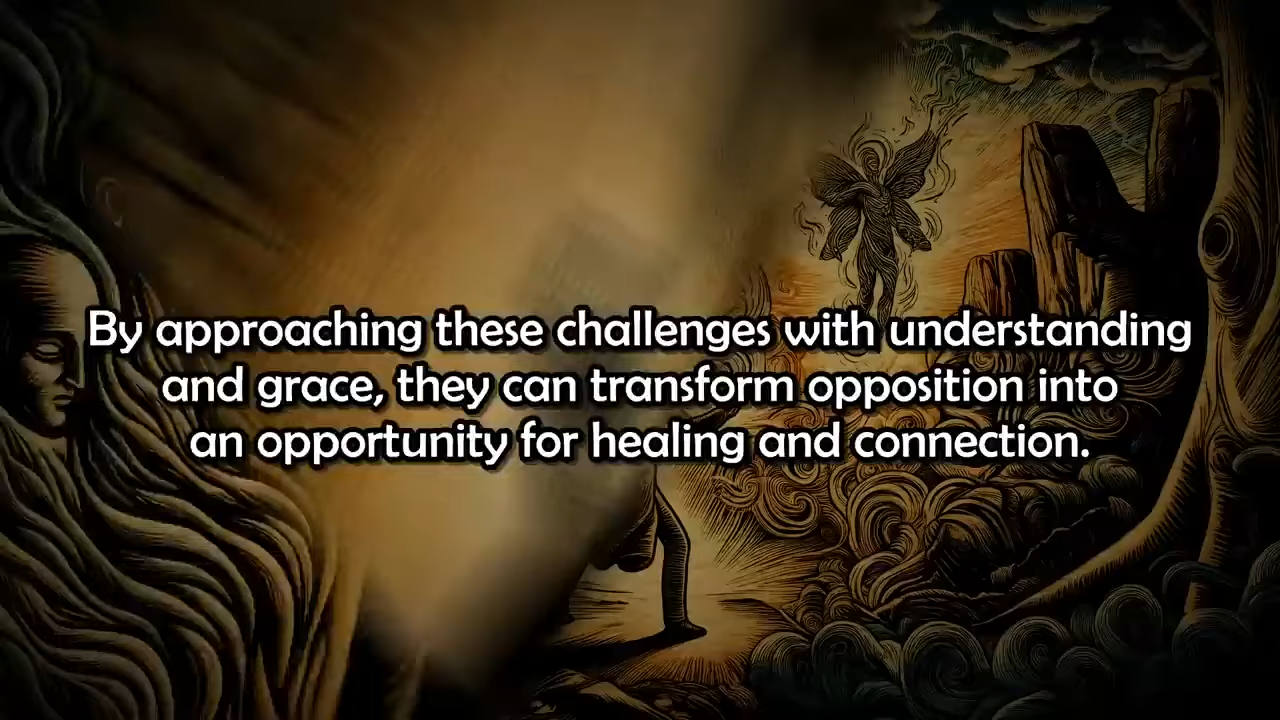 By approaching these challenges with understanding
and grace, they can transform opposition into
an opportunity for healing and connection.